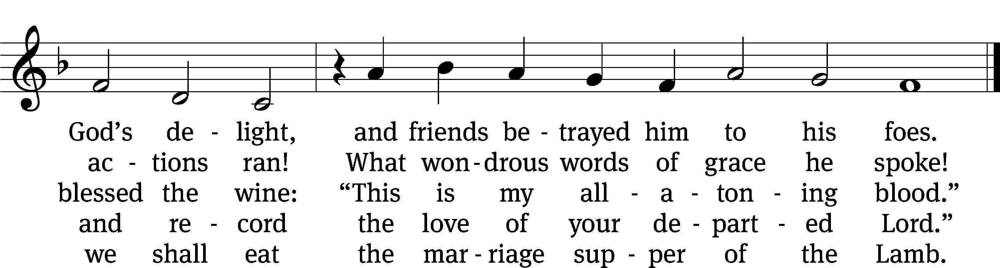 God’s de - light, and friends be - trayed him to his foes.
ac - tions ran! What won - drous words of grace he spoke!
blessed the wine: “This is my all - a - ton - ing blood.”
and re - cord the love of your de - part - ed Lord.”
we shall eat the mar - riage sup - per of the Lamb.